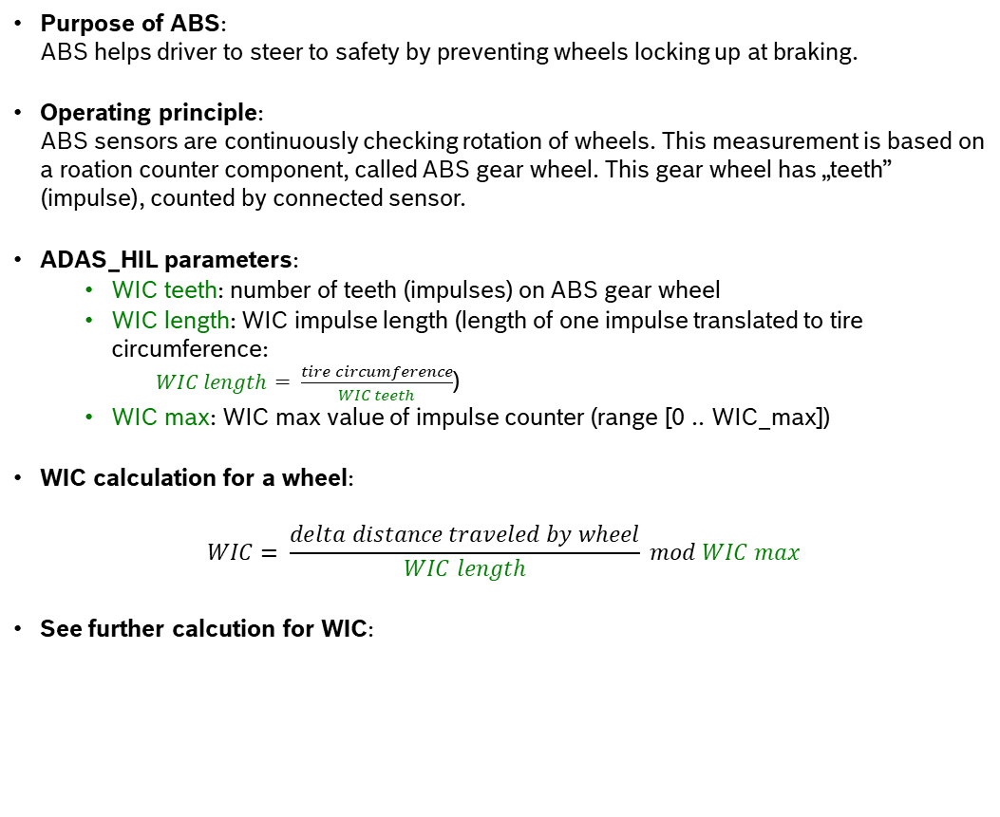 • Purpose of ABS:
ABS helps driver to steer to safety by preventing wheels locking up at braking.
• Operating principle:
ABS sensors are continuously checking rotation of wheels. This measurement is based on
a roation counter component, called ABS gear wheel. This gear wheel has „teeth”
(impulse), counted by connected sensor.
• ADAS_HIL parameters:
• WIC teeth: number of teeth (impulses) on ABS gear wheel
• WIC length: WIC impulse length (length of one impulse translated to tire
circumference:
WIC length = tire circumference / WIC teeth)
• WIC max: WIC max value of impulse counter (range [0 .. WIC_max])
• WIC calculation for a wheel:
WIC = delta distance traveled by wheel / WIC length mod WIC max
• See further calcution for WIC: